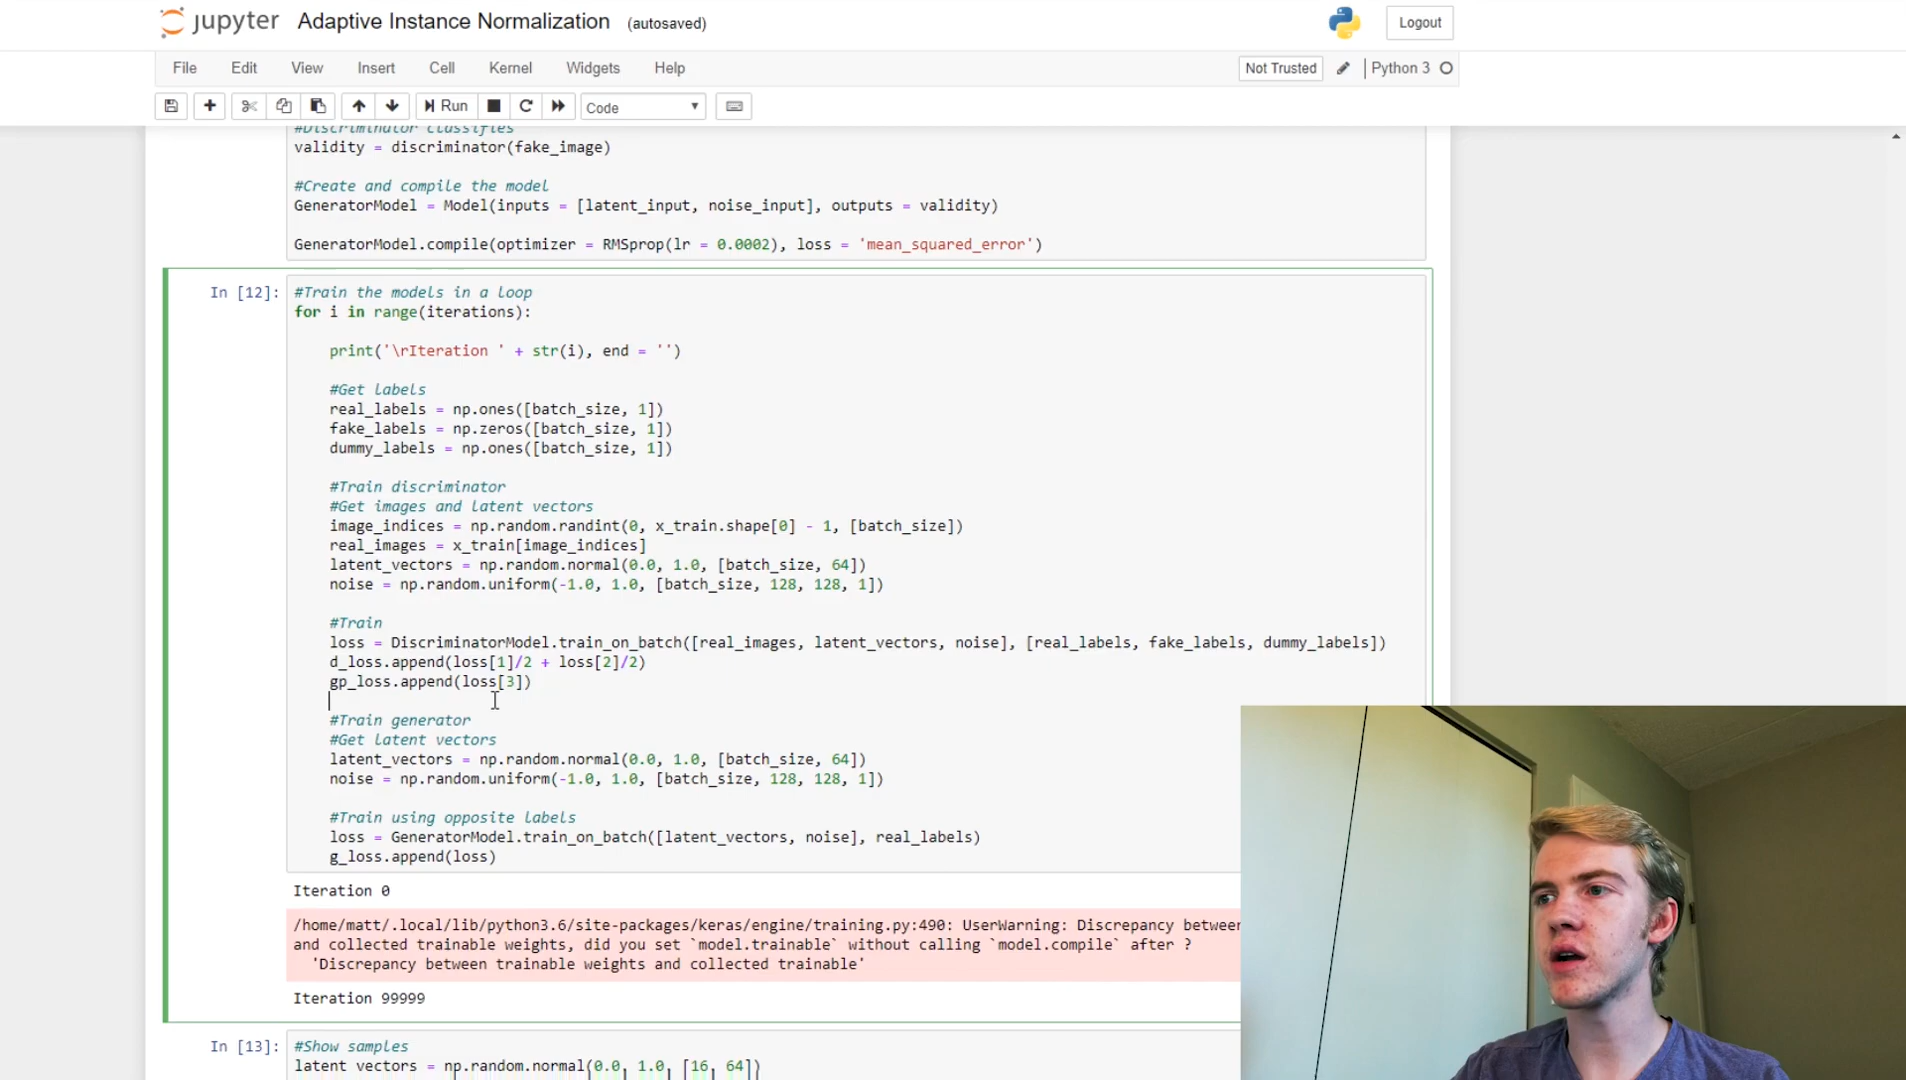 jupyter Adaptive Instance Normalization (autosaved) Logout
File Edit View Insert Cell Kernel Widgets Help Not Trusted Python 3
Run Code
#Discriminator classifies
validity = discriminator(fake_image)
#Create and compile the model
GeneratorModel = Model(inputs = [latent_input, noise_input], outputs = validity)
GeneratorModel.compile(optimizer = RMSprop(lr = 0.0002), loss = 'mean_squared_error')
In [12]: #Train the models in a loop
for i in range(iterations):
print('\rIteration ' + str(i), end = '')
#Get labels
real_labels = np.ones([batch_size, 1])
fake_labels = np.zeros([batch_size, 1])
dummy_labels = np.ones([batch_size, 1])
#Train discriminator
#Get images and latent vectors
image_indices = np.random.randint(0, x_train.shape[0] - 1, [batch_size])
real_images = x_train[image_indices]
latent_vectors = np.random.normal(0.0, 1.0, [batch_size, 64])
noise = np.random.uniform(-1.0, 1.0, [batch_size, 128, 128, 1])
#Train
loss = DiscriminatorModel.train_on_batch([real_images, latent_vectors, noise], [real_labels, fake_labels, dummy_labels])
d_loss.append(loss[1]/2 + loss[2]/2)
gp_loss.append(loss[3])
#Train generator
#Get latent vectors
latent_vectors = np.random.normal(0.0, 1.0, [batch_size, 64])
noise = np.random.uniform(-1.0, 1.0, [batch_size, 128, 128, 1])
#Train using opposite labels
loss = GeneratorModel.train_on_batch([latent_vectors, noise], real_labels)
g_loss.append(loss)
Iteration 0
/home/matt/.local/lib/python3.6/site-packages/keras/engine/training.py:490: UserWarning: Discrepancy between
and collected trainable weights, did you set `model.trainable` without calling `model.compile` after ?
'Discrepancy between trainable weights and collected trainable'
Iteration 99999
In [13]: #Show samples
latent_vectors = np.random.normal(0.0, 1.0, [16, 64])